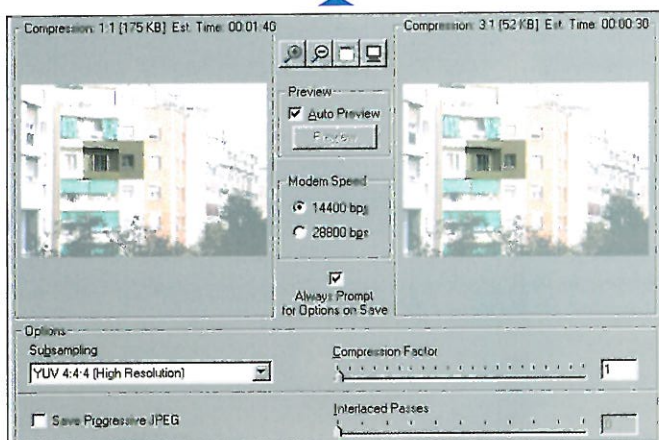 Compression: 1:1 [175 KB] Est. Time: 00:01:40
Compression: 3:1 [52 KB] Est. Time: 00:00:30
Preview
Auto Preview
Preview
Modem Speed
14400 bps
28800 bps
Always Prompt
for Options on Save
Options
Subsampling
YUV 4:4:4 (High Resolution)
Compression Factor
1
Save Progressive JPEG
Interlaced Passes
0